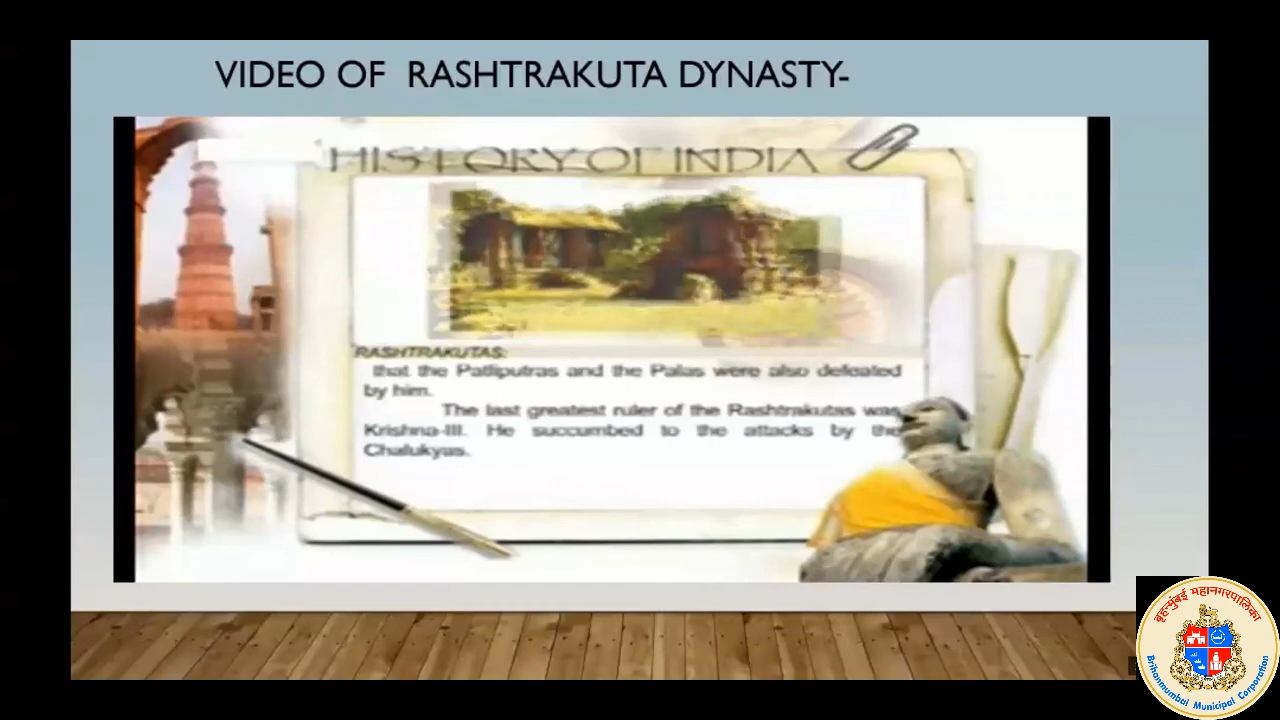 VIDEO OF RASHTRAKUTA DYNASTY-
HISTORY OF INDIA
RASHTRAKUTAS:
that the Patliputras and the Palas were also defeated
by him.
The last greatest ruler of the Rashtrakutas was
Krishna-III. He succumbed to the attacks by the
Chalukyas.
बृहन्मुंबई महानगरपालिका
Brihanmumbai Municipal Corporation